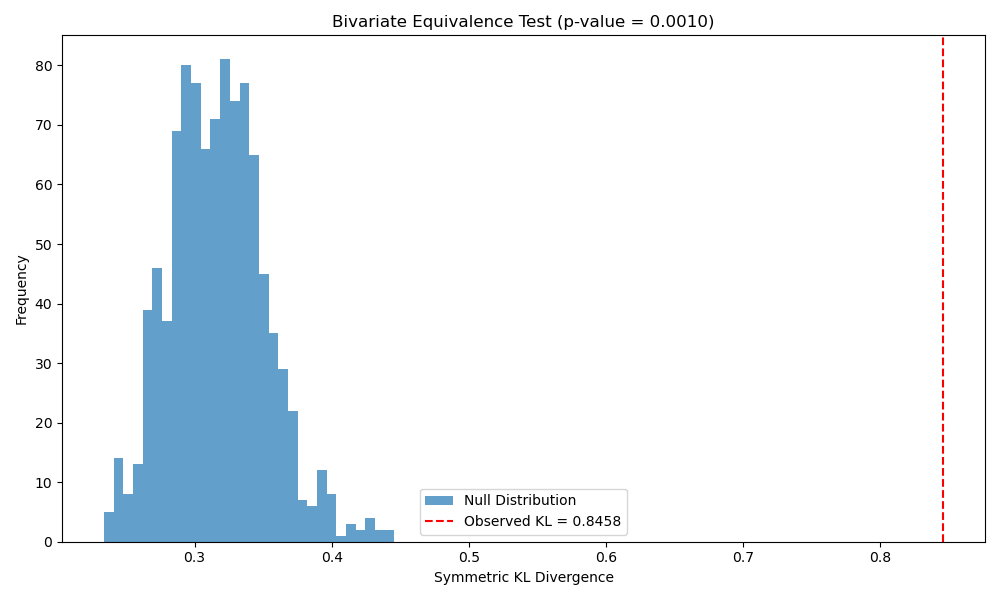 Bivariate Equivalence Test (p-value = 0.0010)
Frequency
80
70
60
50
40
30
20
10
0
Null Distribution
Observed KL = 0.8458
0.3 0.4 0.5 0.6 0.7 0.8
Symmetric KL Divergence